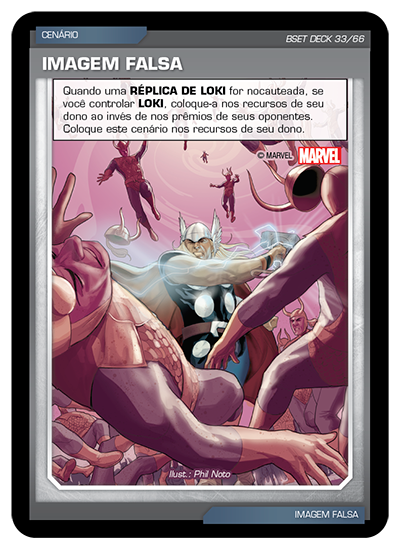 CENÁRIO
BSET DECK 33/66
IMAGEM FALSA
Quando uma RÉPLICA DE LOKI for nocauteada, se
você controlar LOKI, coloque-a nos recursos de seu
dono ao invés de nos prêmios de seus oponentes.
Coloque este cenário nos recursos de seu dono.
© MARVEL MARVEL
Ilust.: Phil Noto
IMAGEM FALSA